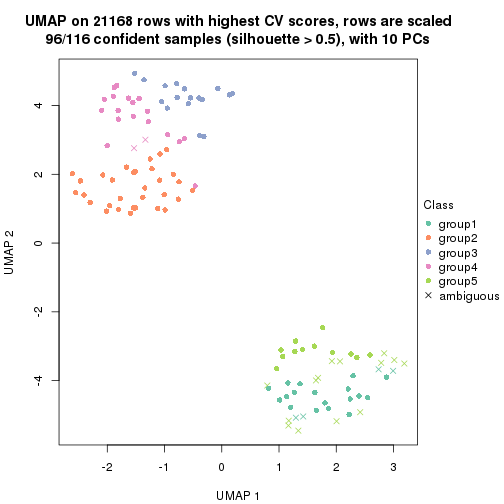 UMAP on 21168 rows with highest CV scores, rows are scaled
96/116 confident samples (silhouette > 0.5), with 10 PCs
4
2
0
-2
-4
UMAP 2
-2
-1
0
1
2
3
UMAP 1
Class
group1
group2
group3
group4
group5
ambiguous